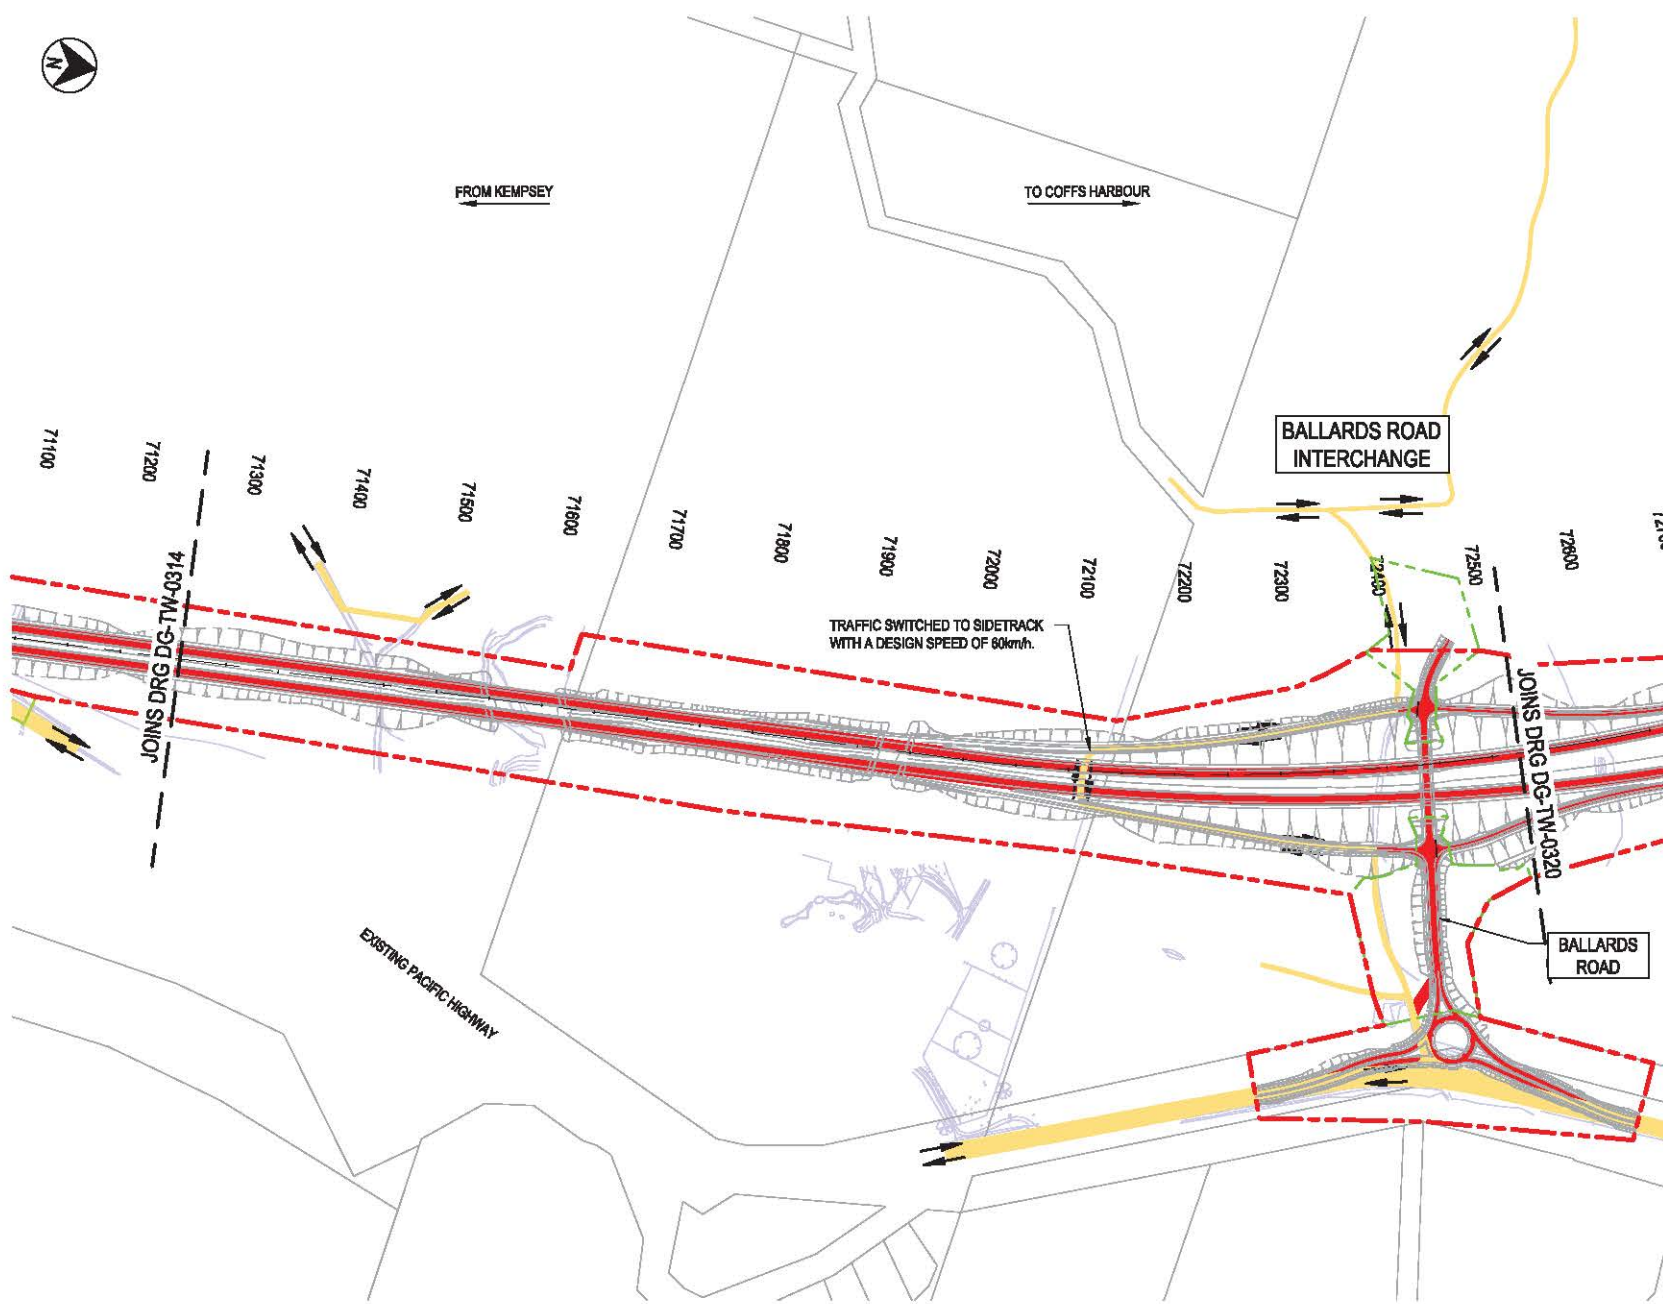 N
FROM KEMPSEY
TO COFFS HARBOUR
BALLARDS ROAD
INTERCHANGE
71100
71200
71300
71400
71500
71600
71700
71800
71900
72000
72100
72200
72300
72400
72500
72600
JOINS DRG DG-TW-0314
TRAFFIC SWITCHED TO SIDETRACK
WITH A DESIGN SPEED OF 60km/h.
JOINS DRG DG-TW-0320
EXISTING PACIFIC HIGHWAY
BALLARDS
ROAD